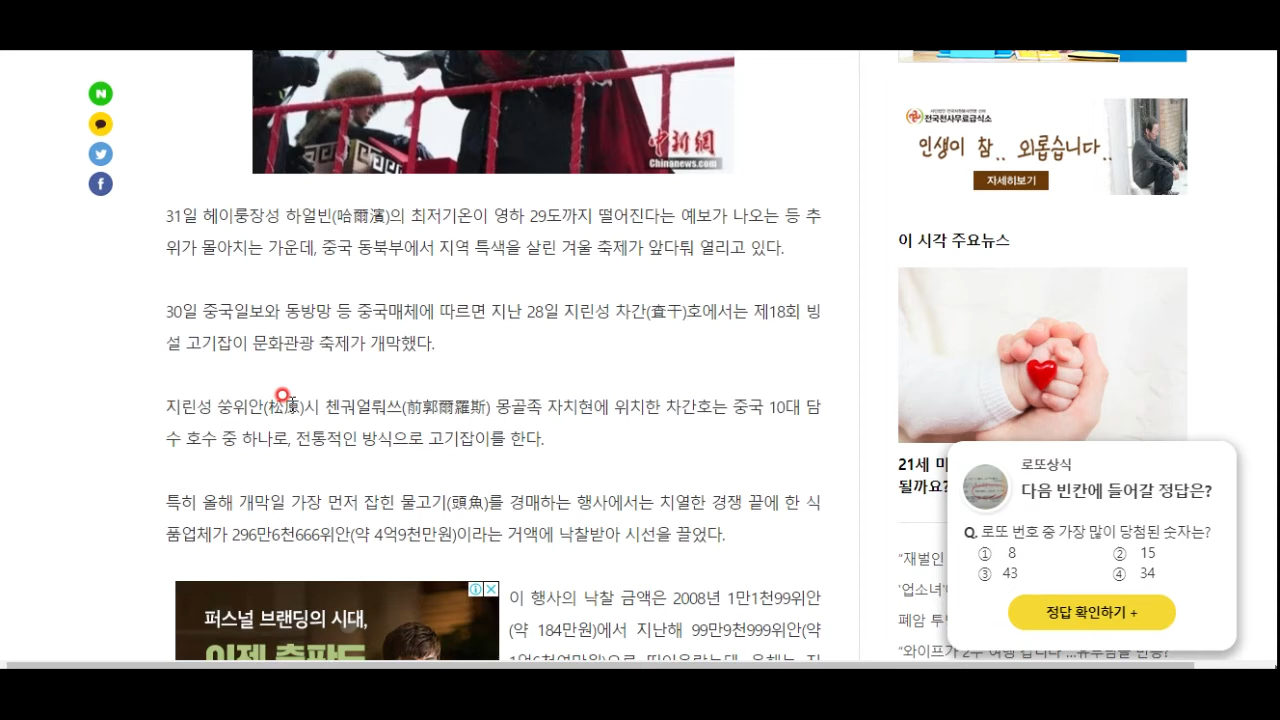 中新網
Chinanews.com
31일 헤이룽장성 하얼빈(哈爾濱)의 최저기온이 영하 29도까지 떨어진다는 예보가 나오는 등 추
위가 몰아치는 가운데, 중국 동북부에서 지역 특색을 살린 겨울 축제가 앞다퉈 열리고 있다.
30일 중국일보와 동방망 등 중국매체에 따르면 지난 28일 지린성 차간(査干)호에서는 제18회 빙
설 고기잡이 문화관광 축제가 개막했다.
지린성 쑹위안(松原)시 첸궈얼뤄쓰(前郭爾羅斯) 몽골족 자치현에 위치한 차간호는 중국 10대 담
수 호수 중 하나로, 전통적인 방식으로 고기잡이를 한다.
특히 올해 개막일 가장 먼저 잡힌 물고기(頭魚)를 경매하는 행사에서는 치열한 경쟁 끝에 한 식
품업체가 296만6천666위안(약 4억9천만원)이라는 거액에 낙찰받아 시선을 끌었다.
퍼스널 브랜딩의 시대,
이제 출판도
이 행사의 낙찰 금액은 2008년 1만1천99위안
(약 184만원)에서 지난해 99만9천999위안(약
전국천사무료급식소
인생이 참.. 외롭습니다..
자세히보기
이 시각 주요뉴스
21세 미
될까요?
"재벌인
'업소녀'
폐암 투
"와이프가 2주 여행 갑니다"
로또상식
다음 빈칸에 들어갈 정답은?
Q. 로또 번호 중 가장 많이 당첨된 숫자는?
① 8 ② 15
③ 43 ④ 34
정답 확인하기 +